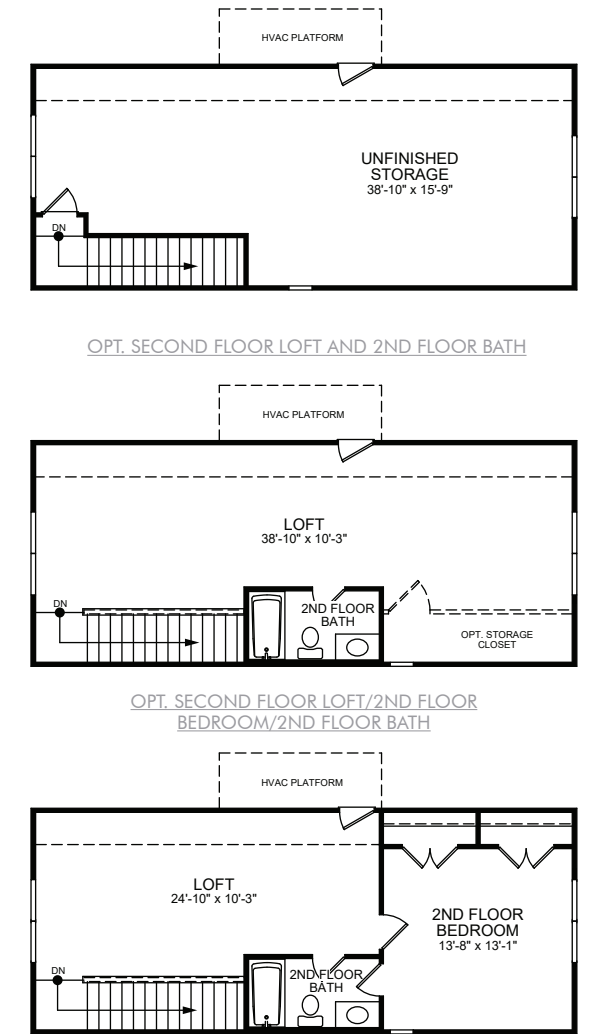 HVAC PLATFORM
UNFINISHED
STORAGE
38'-10" x 15'-9"
DN
OPT. SECOND FLOOR LOFT AND 2ND FLOOR BATH
HVAC PLATFORM
LOFT
38'-10" x 10'-3"
DN
2ND FLOOR
BATH
OPT. STORAGE
CLOSET
OPT. SECOND FLOOR LOFT/2ND FLOOR
BEDROOM/2ND FLOOR BATH
HVAC PLATFORM
LOFT
24'-10" x 10'-3"
2ND FLOOR
BEDROOM
13'-8" x 13'-1"
DN
2ND FLOOR
BATH